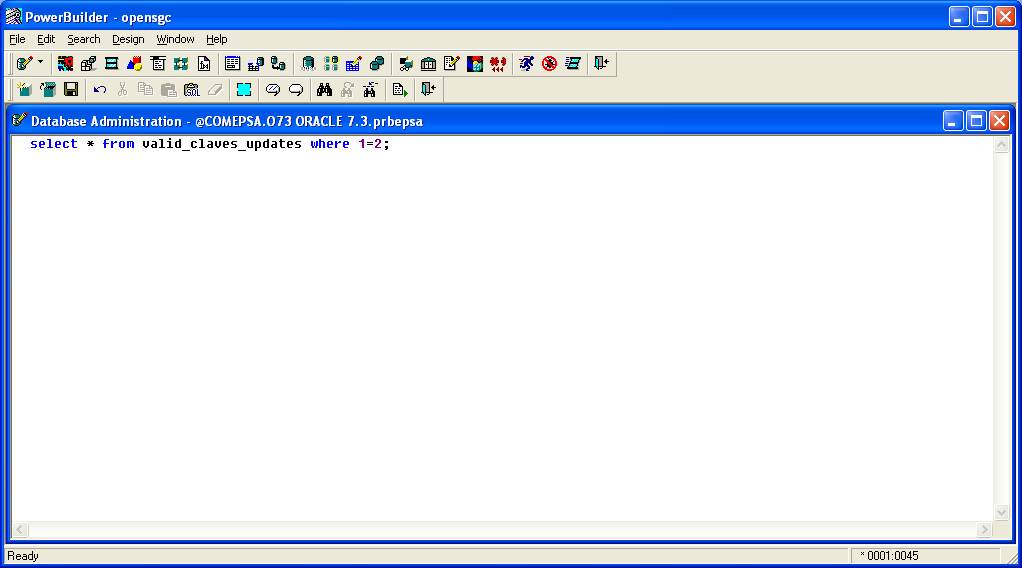 PowerBuilder - opensgc
File Edit Search Design Window Help
Database Administration - @COMEPSA.O73 ORACLE 7.3.prbepsa
select * from valid_claves_updates where 1=2;
Ready
* 0001:0045